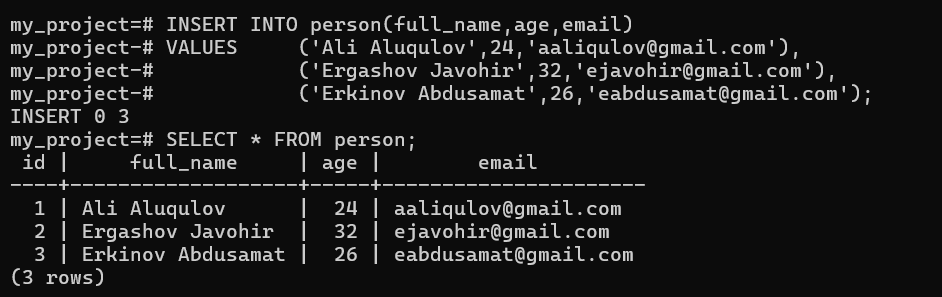 my_project=# INSERT INTO person(full_name,age,email)
my_project-# VALUES     ('Ali Aluqulov',24,'aaliqulov@gmail.com'),
my_project-#            ('Ergashov Javohir',32,'ejavohir@gmail.com'),
my_project-#            ('Erkinov Abdusamat',26,'eabdusamat@gmail.com');
INSERT 0 3
my_project=# SELECT * FROM person;
 id |     full_name     | age |        email
----+-------------------+-----+----------------------
  1 | Ali Aluqulov      |  24 | aaliqulov@gmail.com
  2 | Ergashov Javohir  |  32 | ejavohir@gmail.com
  3 | Erkinov Abdusamat |  26 | eabdusamat@gmail.com
(3 rows)